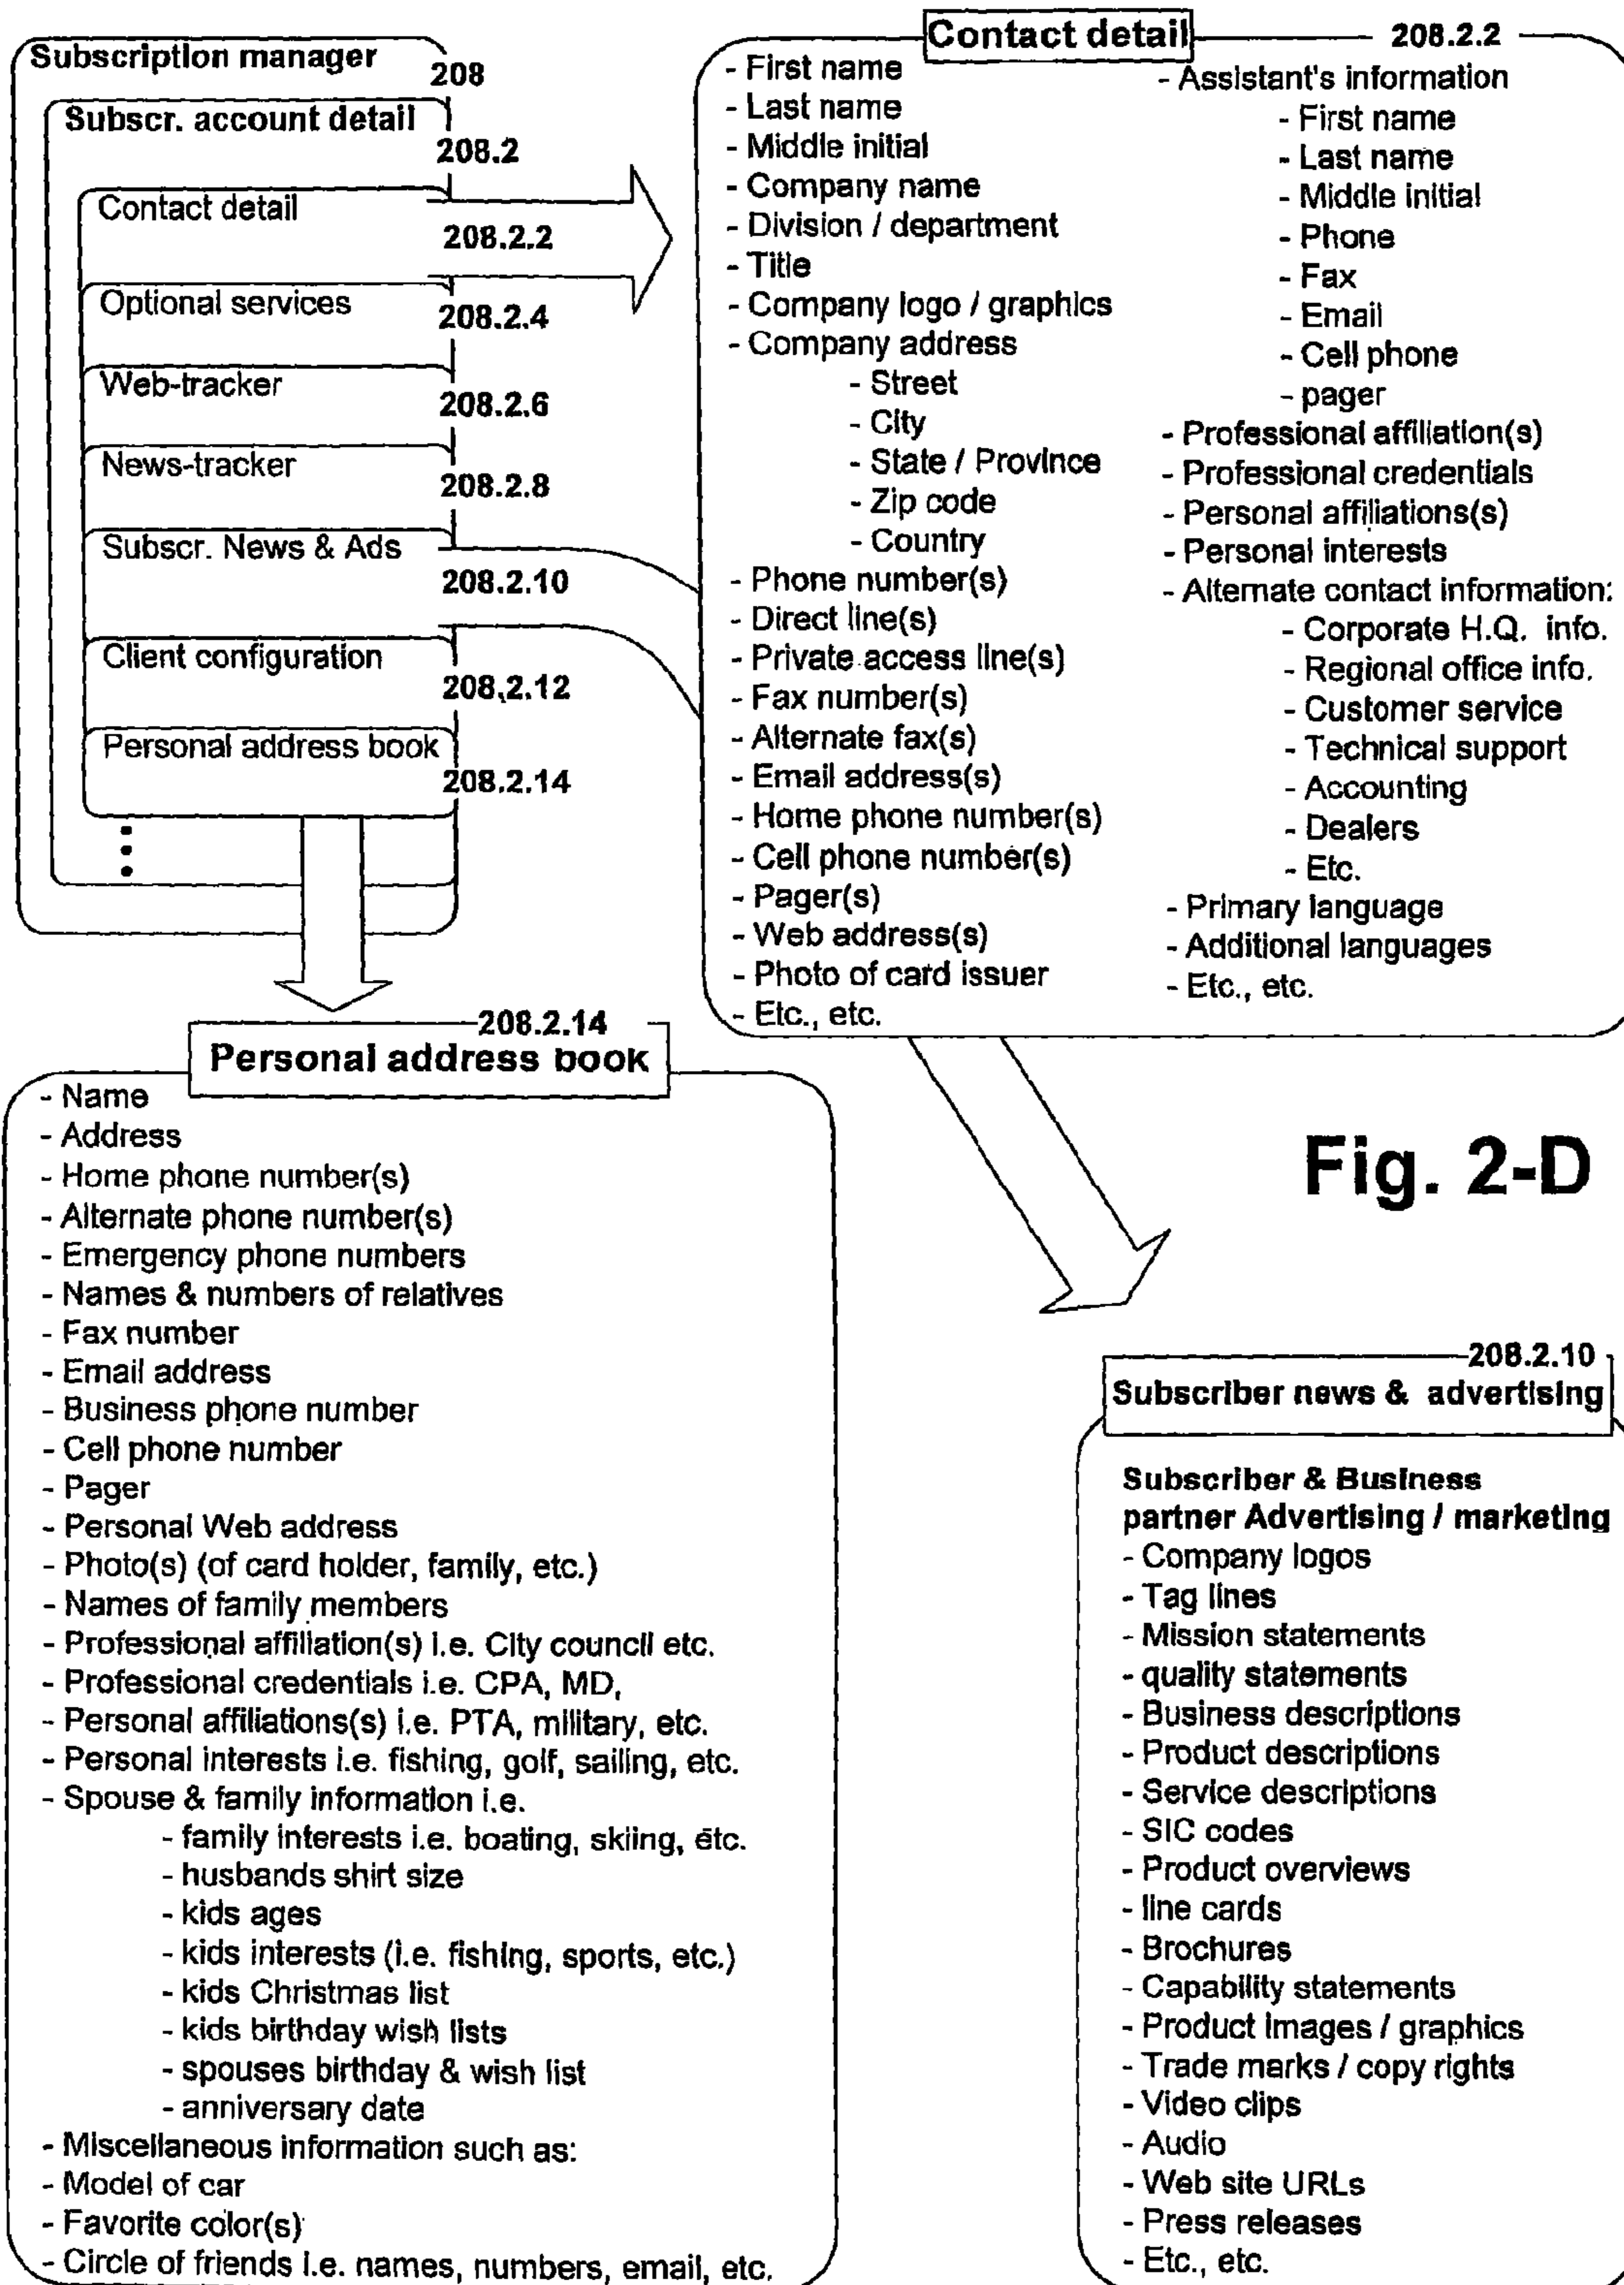 Subscription manager
208
Subscr. account detail
208.2
Contact detail
208.2.2
Optional services
208.2.4
Web-tracker
208.2.6
News-tracker
208.2.8
Subscr. News & Ads
208.2.10
Client configuration
208.2.12
Personal address book
208.2.14
Contact detail
208.2.2
- First name
- Last name
- Middle initial
- Company name
- Division / department
- Title
- Company logo / graphics
- Company address
- Street
- City
- State / Province
- Zip code
- Country
- Phone number(s)
- Direct line(s)
- Private access line(s)
- Fax number(s)
- Alternate fax(s)
- Email address(s)
- Home phone number(s)
- Cell phone number(s)
- Pager(s)
- Web address(s)
- Photo of card issuer
- Etc., etc.
- Assistant's information
- First name
- Last name
- Middle initial
- Phone
- Fax
- Email
- Cell phone
- pager
- Professional affiliation(s)
- Professional credentials
- Personal affiliations(s)
- Personal interests
- Alternate contact information:
- Corporate H.Q. info.
- Regional office info.
- Customer service
- Technical support
- Accounting
- Dealers
- Etc.
- Primary language
- Additional languages
- Etc., etc.
208.2.14
Personal address book
- Name
- Address
- Home phone number(s)
- Alternate phone number(s)
- Emergency phone numbers
- Names & numbers of relatives
- Fax number
- Email address
- Business phone number
- Cell phone number
- Pager
- Personal Web address
- Photo(s) (of card holder, family, etc.)
- Names of family members
- Professional affiliation(s) i.e. City council etc.
- Professional credentials i.e. CPA, MD,
- Personal affiliations(s) i.e. PTA, military, etc.
- Personal interests i.e. fishing, golf, sailing, etc.
- Spouse & family information i.e.
- family interests i.e. boating, skiing, etc.
- husbands shirt size
- kids ages
- kids interests (i.e. fishing, sports, etc.)
- kids Christmas list
- kids birthday wish lists
- spouses birthday & wish list
- anniversary date
- Miscellaneous information such as:
- Model of car
- Favorite color(s)
- Circle of friends i.e. names, numbers, email, etc.
Fig. 2-D
208.2.10
Subscriber news & advertising
Subscriber & Business
partner Advertising / marketing
- Company logos
- Tag lines
- Mission statements
- quality statements
- Business descriptions
- Product descriptions
- Service descriptions
- SIC codes
- Product overviews
- line cards
- Brochures
- Capability statements
- Product images / graphics
- Trade marks / copy rights
- Video clips
- Audio
- Web site URLs
- Press releases
- Etc., etc.